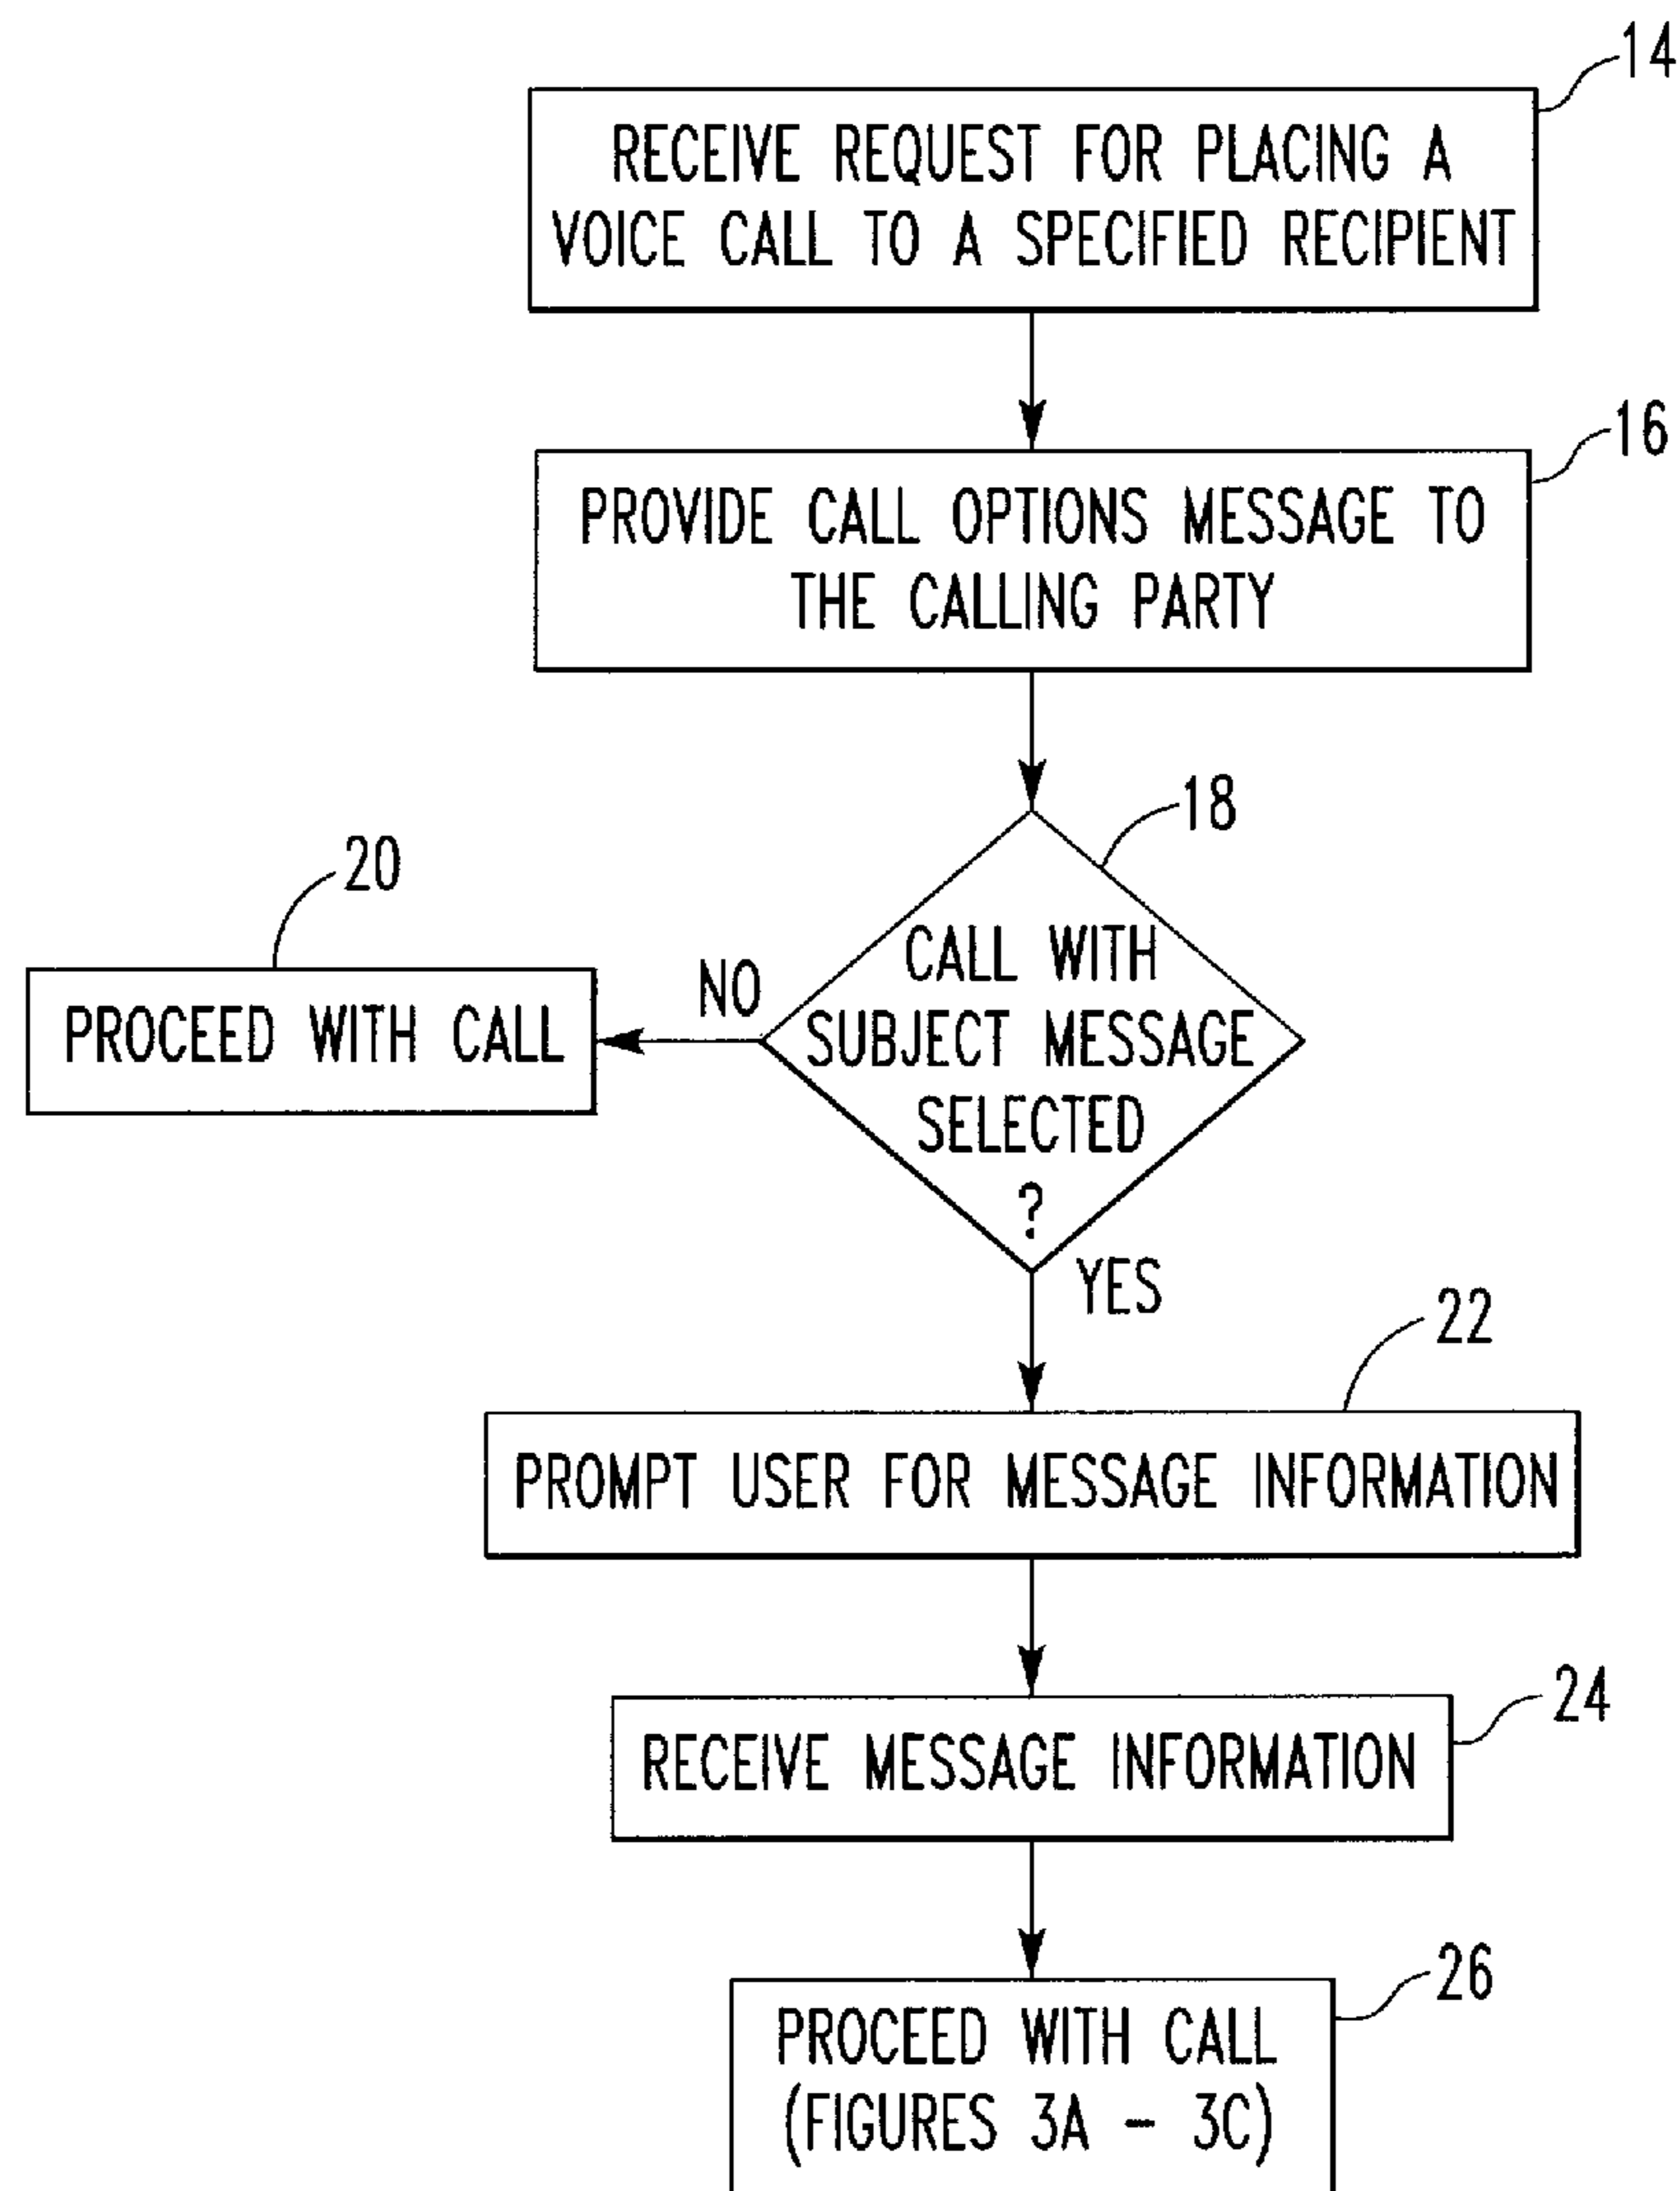 14
RECEIVE REQUEST FOR PLACING A
VOICE CALL TO A SPECIFIED RECIPIENT
16
PROVIDE CALL OPTIONS MESSAGE TO
THE CALLING PARTY
18
CALL WITH
SUBJECT MESSAGE
SELECTED
?
20
NO
PROCEED WITH CALL
YES
22
PROMPT USER FOR MESSAGE INFORMATION
24
RECEIVE MESSAGE INFORMATION
26
PROCEED WITH CALL
(FIGURES 3A - 3C)